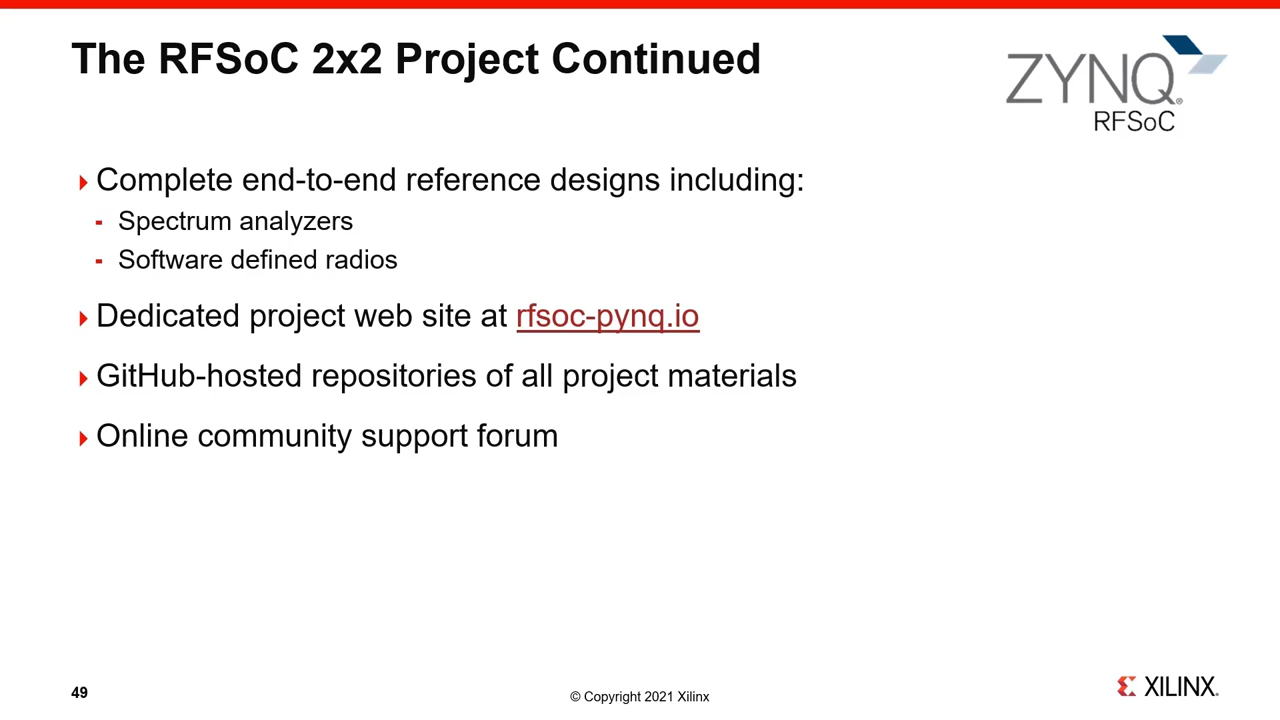 The RFSoC 2x2 Project Continued
ZYNQ®
RFSoC
Complete end-to-end reference designs including:
- Spectrum analyzers
- Software defined radios
Dedicated project web site at rfsoc-pynq.io
GitHub-hosted repositories of all project materials
Online community support forum
49
© Copyright 2021 Xilinx
XILINX.